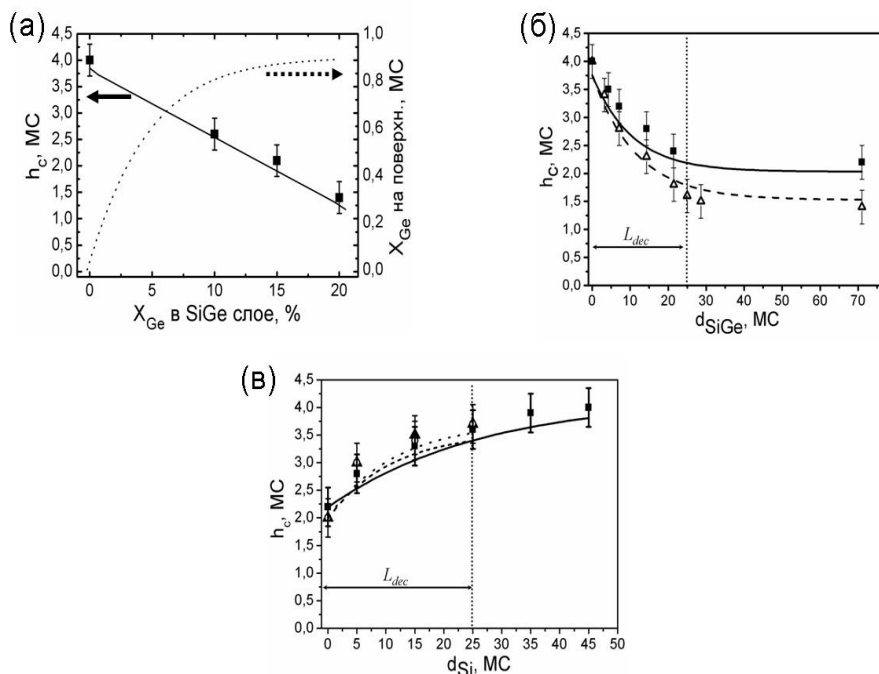 (а)
h_c, МС
4,5
4,0
3,5
3,0
2,5
2,0
1,5
1,0
0,5
0,0
0 5 10 15 20
X_Ge в SiGe слое, %
1,0
0,8
0,6
0,4
0,2
0,0
X_Ge на поверхн., МС
(б)
h_c, МС
4,5
4,0
3,5
3,0
2,5
2,0
1,5
1,0
0,5
0,0
L_dec
0 10 20 30 40 50 60 70
d_SiGe, МС
(в)
h_c, МС
4,5
4,0
3,5
3,0
2,5
2,0
1,5
1,0
0,5
0,0
L_dec
0 5 10 15 20 25 30 35 40 45 50
d_Si, МС